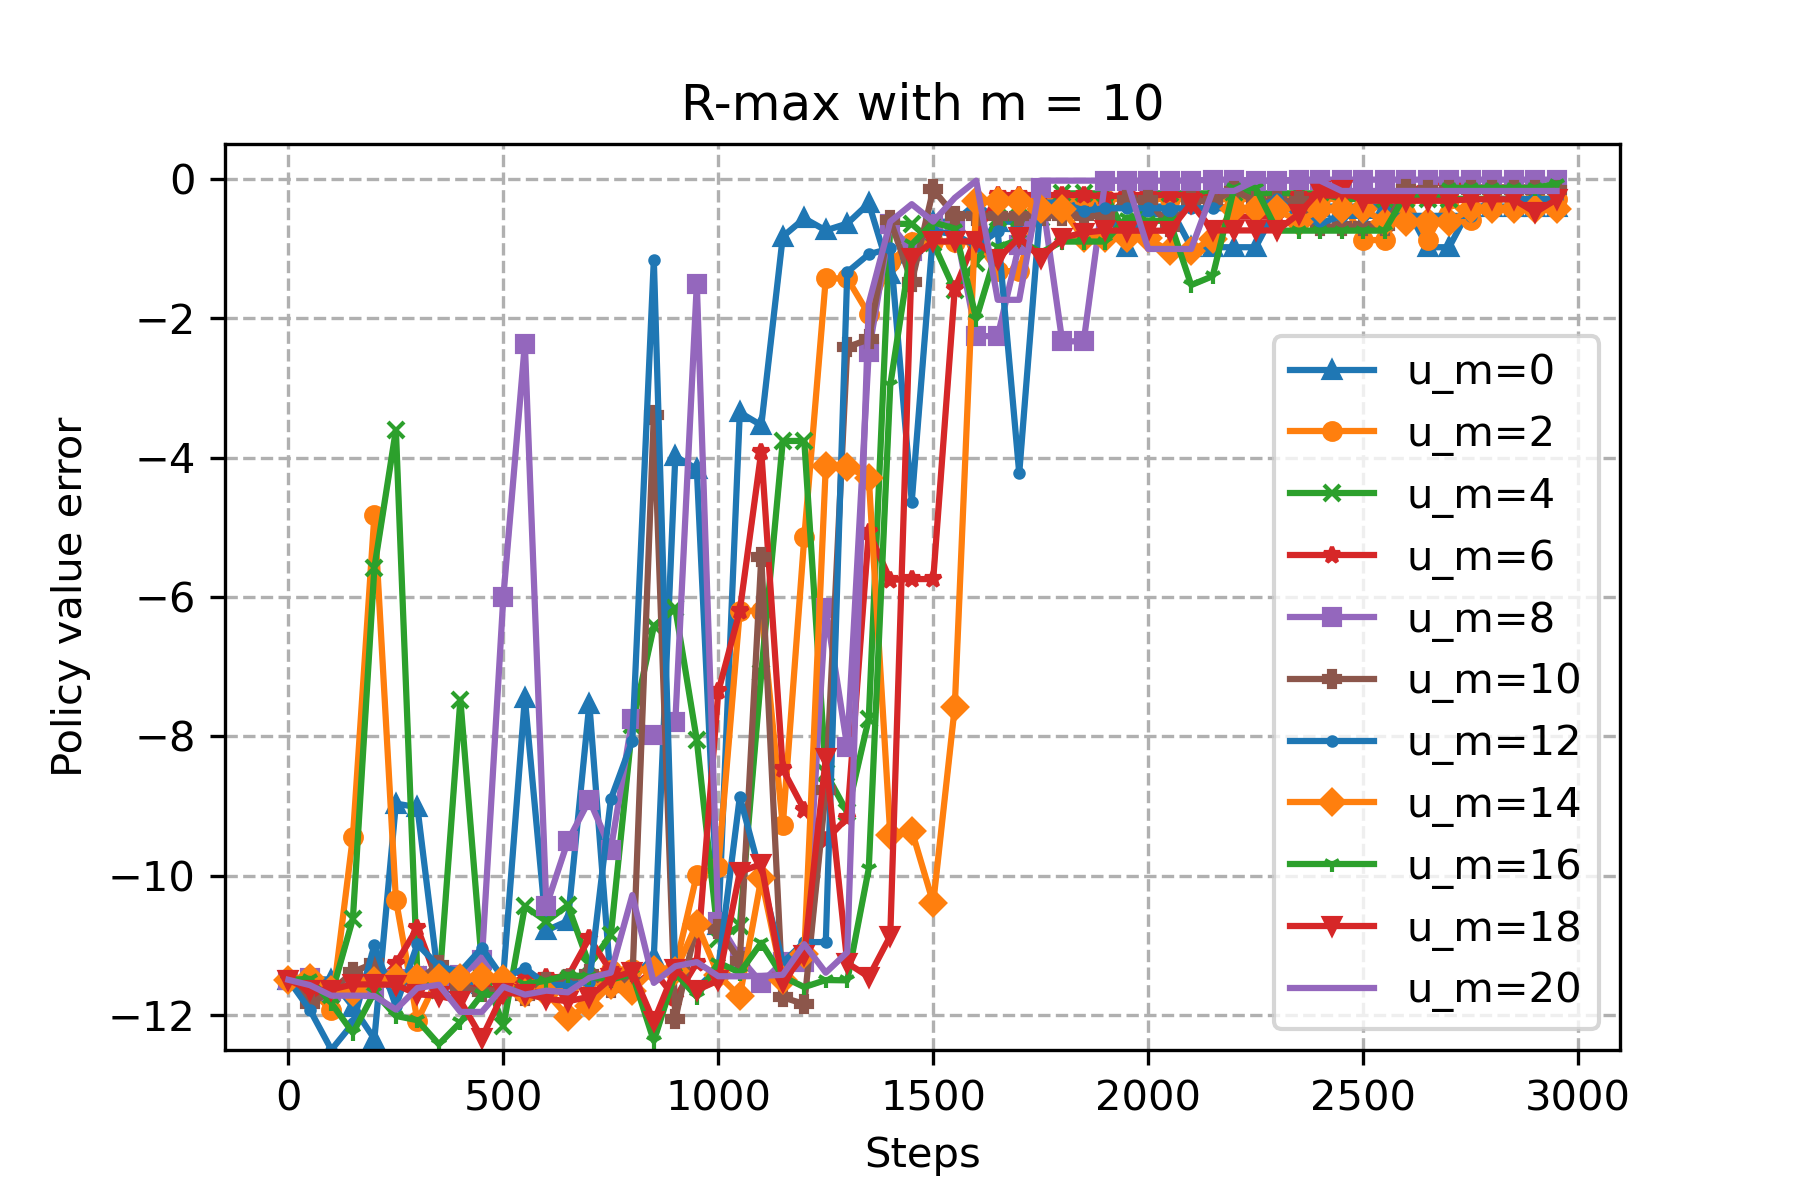 R-max with m = 10
Policy value error
0
−2
−4
−6
−8
−10
−12
0 500 1000 1500 2000 2500 3000
Steps
u_m=0
u_m=2
u_m=4
u_m=6
u_m=8
u_m=10
u_m=12
u_m=14
u_m=16
u_m=18
u_m=20